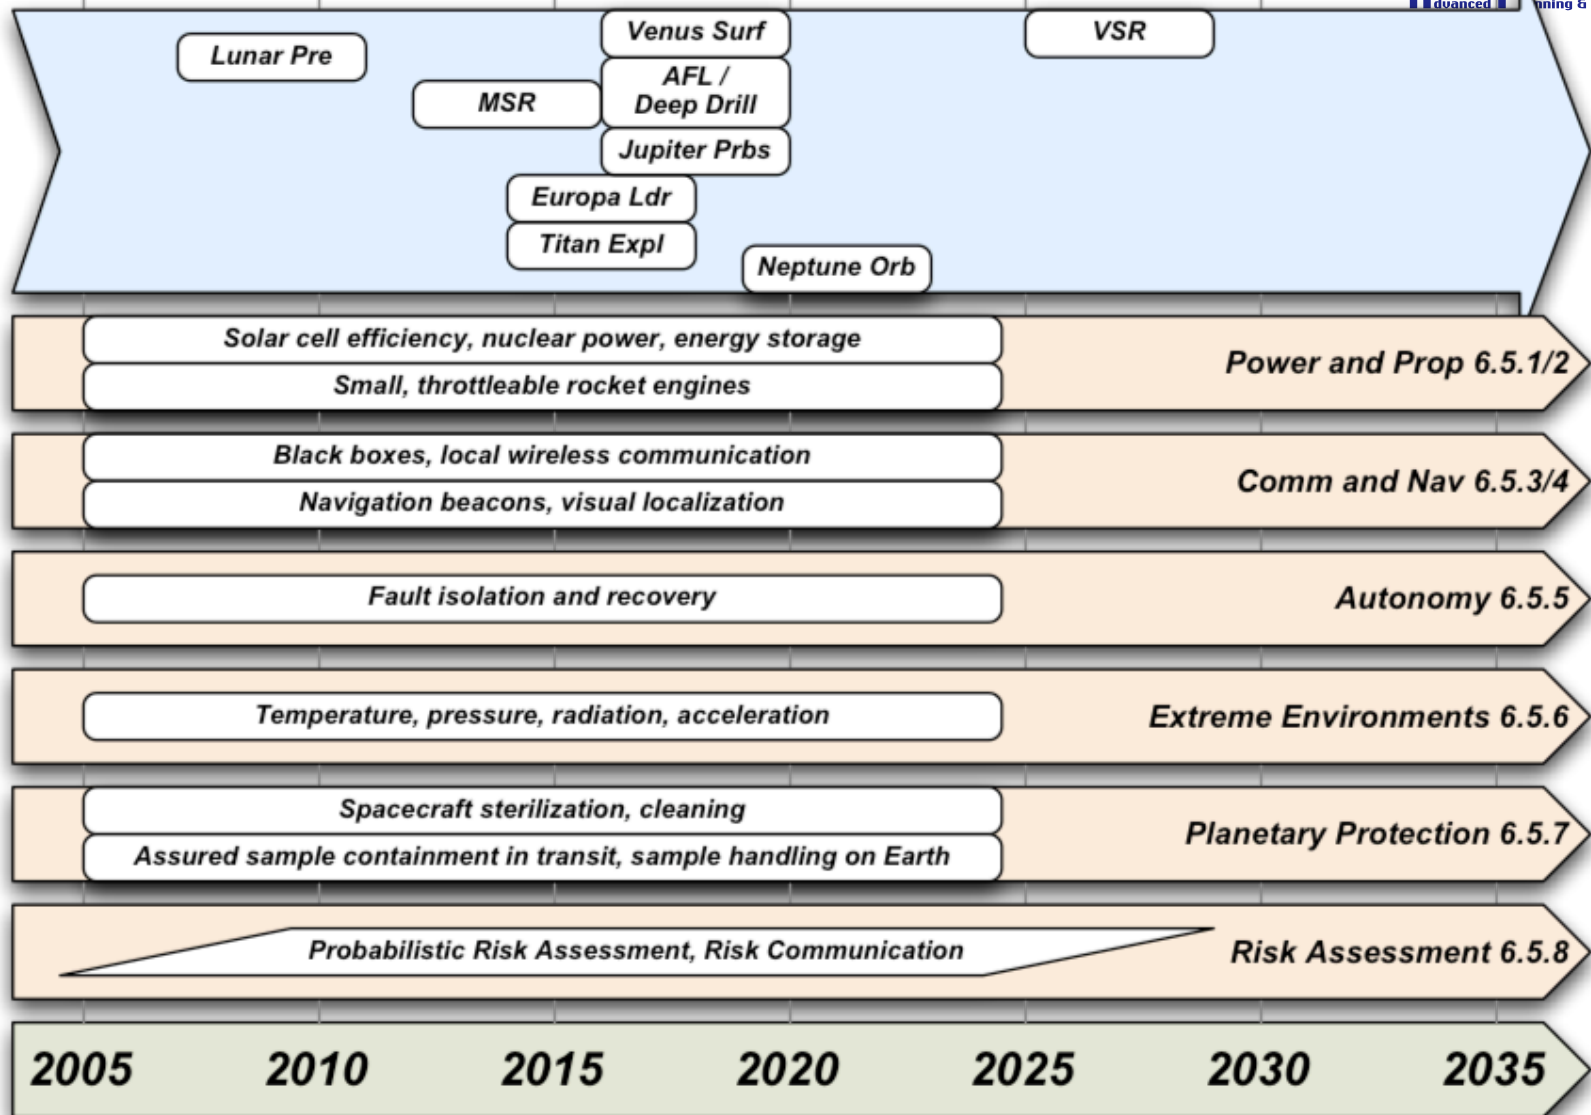 dvanced
nning &
Venus Surf
VSR
Lunar Pre
AFL /
Deep Drill
MSR
Jupiter Prbs
Europa Ldr
Titan Expl
Neptune Orb
Solar cell efficiency, nuclear power, energy storage
Small, throttleable rocket engines
Power and Prop 6.5.1/2
Black boxes, local wireless communication
Navigation beacons, visual localization
Comm and Nav 6.5.3/4
Fault isolation and recovery
Autonomy 6.5.5
Temperature, pressure, radiation, acceleration
Extreme Environments 6.5.6
Spacecraft sterilization, cleaning
Assured sample containment in transit, sample handling on Earth
Planetary Protection 6.5.7
Probabilistic Risk Assessment, Risk Communication
Risk Assessment 6.5.8
2005 2010 2015 2020 2025 2030 2035